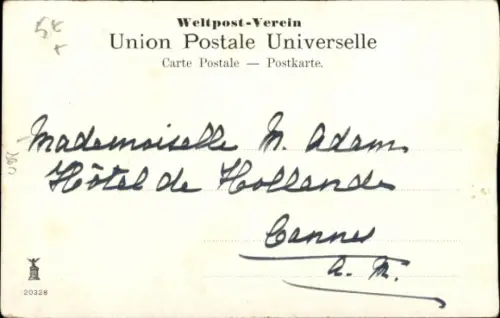 Weltpost-Verein
Union Postale Universelle
Carte Postale — Postkarte.
Mademoiselle M. Adam
Hôtel de Hollande
Cannes
A. M.
20328